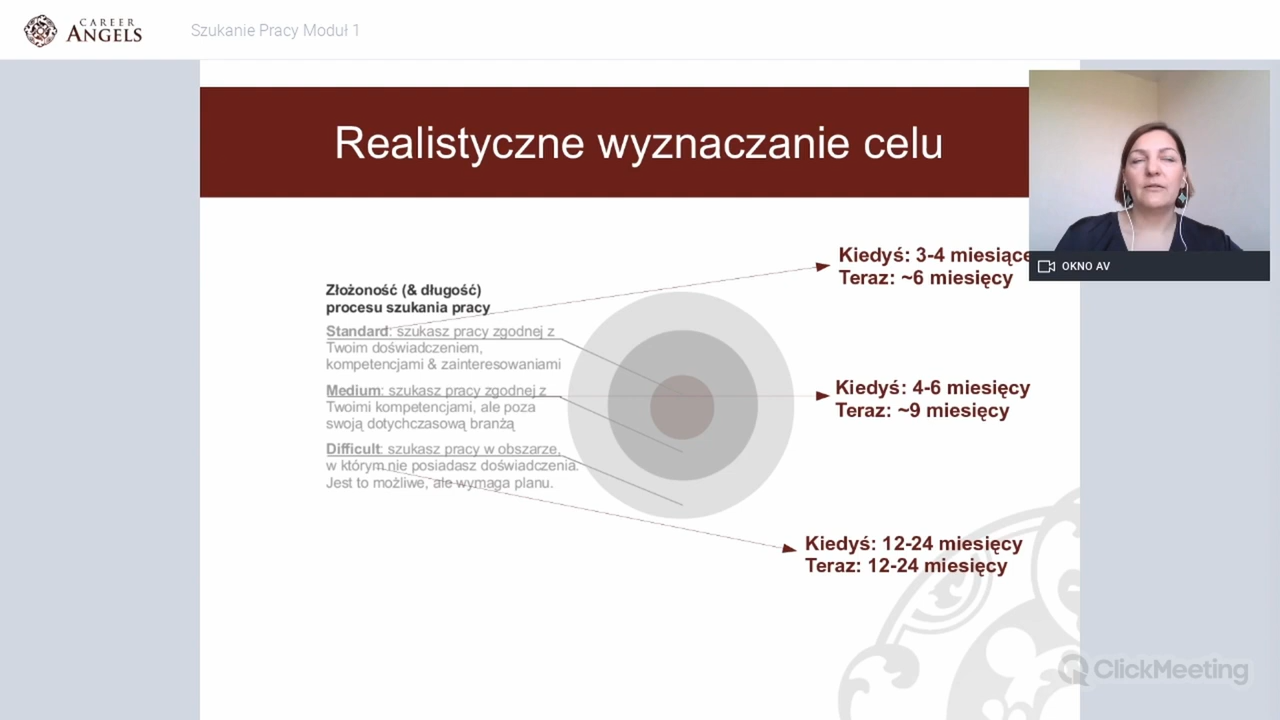 CAREER
ANGELS
Szukanie Pracy Moduł 1
Realistyczne wyznaczanie celu
OKNO AV
Kiedyś: 3-4 miesiące
Teraz: ~6 miesięcy
Złożoność (& długość)
procesu szukania pracy
Standard: szukasz pracy zgodnej z
Twoim doświadczeniem,
kompetencjami & zainteresowaniami
Medium: szukasz pracy zgodnej z
Twoimi kompetencjami, ale poza
swoją dotychczasową branżą
Difficult: szukasz pracy w obszarze,
w którym nie posiadasz doświadczenia.
Jest to możliwe, ale wymaga planu.
Kiedyś: 4-6 miesięcy
Teraz: ~9 miesięcy
Kiedyś: 12-24 miesięcy
Teraz: 12-24 miesięcy
ClickMeeting